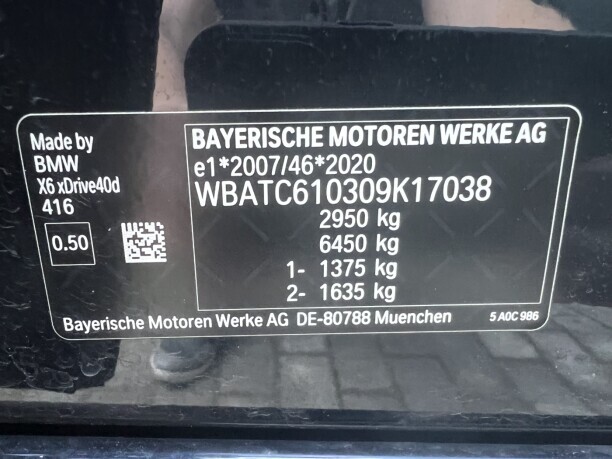 Made by
BMW
X6 xDrive40d
416
0.50
BAYERISCHE MOTOREN WERKE AG
e1*2007/46*2020
WBATC610309K17038
2950 kg
6450 kg
1- 1375 kg
2- 1635 kg
Bayerische Motoren Werke AG DE-80788 Muenchen
5 A0C 986